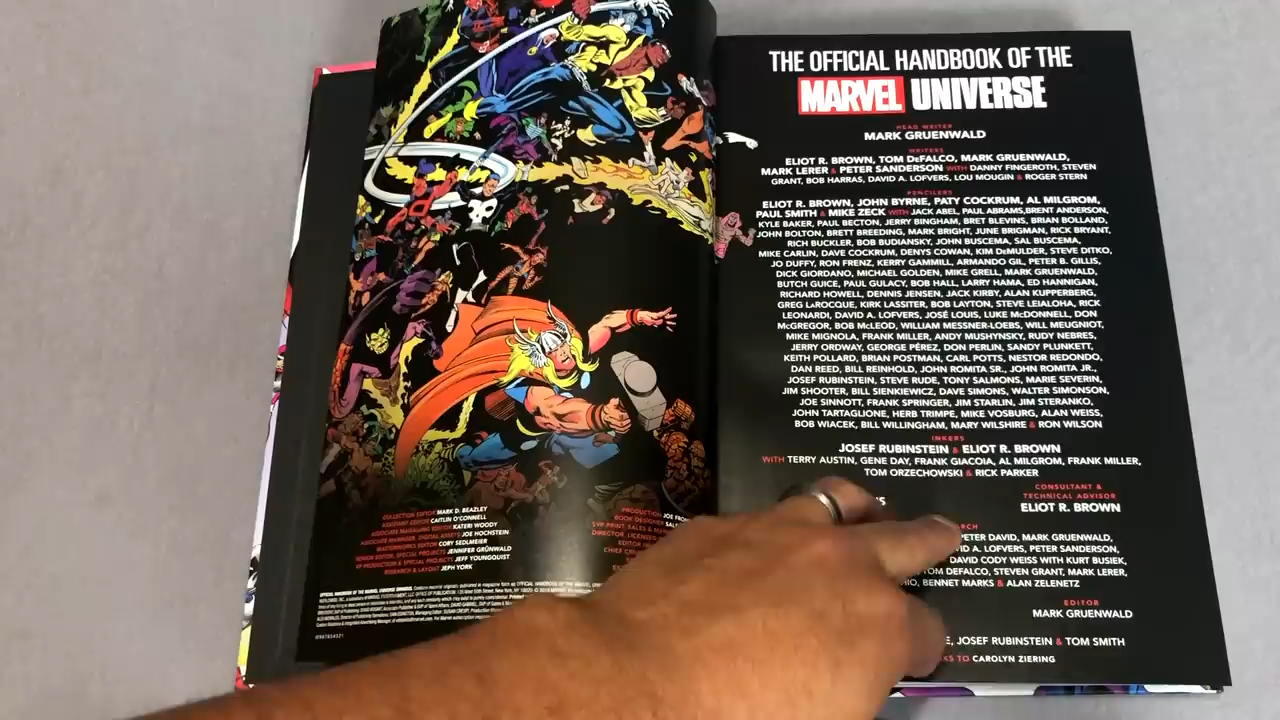 COLLECTION EDITOR MARK D. BEAZLEY
ASSISTANT EDITOR CAITLIN O'CONNELL
ASSOCIATE MANAGING EDITOR KATERI WOODY
ASSOCIATE MANAGER, DIGITAL ASSETS JOE HOCHSTEIN
MASTERWORKS EDITOR CORY SEDLMEIER
SENIOR EDITOR, SPECIAL PROJECTS JENNIFER GRÜNWALD
VP PRODUCTION & SPECIAL PROJECTS JEFF YOUNGQUIST
RESEARCH & LAYOUT JEPH YORK
PRODUCTION
BOOK DESIGNER
SVP PRINT, SALES &
DIRECTOR, LICENSED
EDITOR
CHIEF
THE OFFICIAL HANDBOOK OF THE
MARVEL UNIVERSE
HEAD WRITER
MARK GRUENWALD
WRITERS
ELIOT R. BROWN, TOM DeFALCO, MARK GRUENWALD,
MARK LERER & PETER SANDERSON WITH DANNY FINGEROTH, STEVEN
GRANT, BOB HARRAS, DAVID A. LOFVERS, LOU MOUGIN & ROGER STERN
PENCILERS
ELIOT R. BROWN, JOHN BYRNE, PATY COCKRUM, AL MILGROM,
PAUL SMITH & MIKE ZECK WITH JACK ABEL, PAUL ABRAMS,BRENT ANDERSON,
KYLE BAKER, PAUL BECTON, JERRY BINGHAM, BRET BLEVINS, BRIAN BOLLAND,
JOHN BOLTON, BRETT BREEDING, MARK BRIGHT, JUNE BRIGMAN, RICK BRYANT,
RICH BUCKLER, BOB BUDIANSKY, JOHN BUSCEMA, SAL BUSCEMA,
MIKE CARLIN, DAVE COCKRUM, DENYS COWAN, KIM DeMULDER, STEVE DITKO,
JO DUFFY, RON FRENZ, KERRY GAMMILL, ARMANDO GIL, PETER B. GILLIS,
DICK GIORDANO, MICHAEL GOLDEN, MIKE GRELL, MARK GRUENWALD,
BUTCH GUICE, PAUL GULACY, BOB HALL, LARRY HAMA, ED HANNIGAN,
RICHARD HOWELL, DENNIS JENSEN, JACK KIRBY, ALAN KUPPERBERG,
GREG LaROCQUE, KIRK LASSITER, BOB LAYTON, STEVE LEIALOHA, RICK
LEONARDI, DAVID A. LOFVERS, JOSÉ LOUIS, LUKE McDONNELL, DON
McGREGOR, BOB McLEOD, WILLIAM MESSNER-LOEBS, WILL MEUGNIOT,
MIKE MIGNOLA, FRANK MILLER, ANDY MUSHYNSKY, RUDY NEBRES,
JERRY ORDWAY, GEORGE PÉREZ, DON PERLIN, SANDY PLUNKETT,
KEITH POLLARD, BRIAN POSTMAN, CARL POTTS, NESTOR REDONDO,
DAN REED, BILL REINHOLD, JOHN ROMITA SR., JOHN ROMITA JR.,
JOSEF RUBINSTEIN, STEVE RUDE, TONY SALMONS, MARIE SEVERIN,
JIM SHOOTER, BILL SIENKIEWICZ, DAVE SIMONS, WALTER SIMONSON,
JOE SINNOTT, FRANK SPRINGER, JIM STARLIN, JIM STERANKO,
JOHN TARTAGLIONE, HERB TRIMPE, MIKE VOSBURG, ALAN WEISS,
BOB WIACEK, BILL WILLINGHAM, MARY WILSHIRE & RON WILSON
INKERS
JOSEF RUBINSTEIN & ELIOT R. BROWN
WITH TERRY AUSTIN, GENE DAY, FRANK GIACOIA, AL MILGROM, FRANK MILLER,
TOM ORZECHOWSKI & RICK PARKER
CONSULTANT &
TECHNICAL ADVISOR
ELIOT R. BROWN
PETER DAVID, MARK GRUENWALD,
A. LOFVERS, PETER SANDERSON,
DAVID CODY WEISS WITH KURT BUSIEK,
TOM DEFALCO, STEVEN GRANT, MARK LERER,
BENNET MARKS & ALAN ZELENETZ
EDITOR
MARK GRUENWALD
JOSEF RUBINSTEIN & TOM SMITH
TO CAROLYN ZIERING